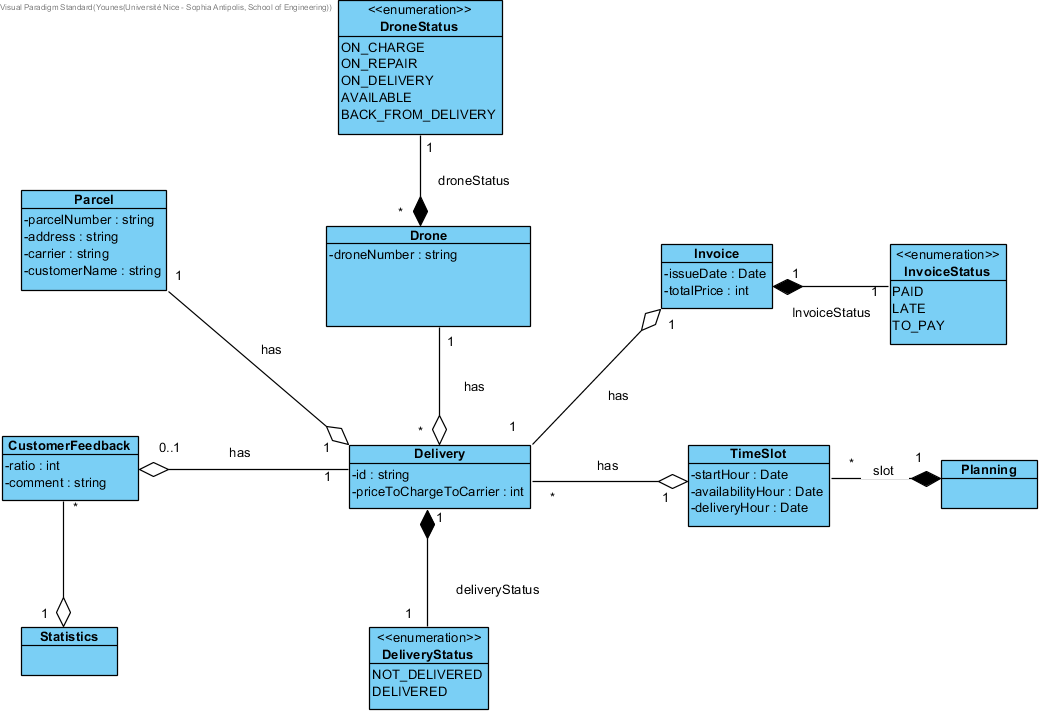 Visual Paradigm Standard(Younes(Université Nice - Sophia Antipolis, School of Engineering))
<<enumeration>>
DroneStatus
ON_CHARGE
ON_REPAIR
ON_DELIVERY
AVAILABLE
BACK_FROM_DELIVERY
1
droneStatus
*
Parcel
-parcelNumber : string
-address : string
-carrier : string
-customerName : string
1
has
1
Drone
-droneNumber : string
1
has
*
Invoice
-issueDate : Date
-totalPrice : int
1
1
InvoiceStatus
<<enumeration>>
InvoiceStatus
PAID
LATE
TO_PAY
1
has
1
CustomerFeedback
-ratio : int
-comment : string
0..1
has
1
*
Delivery
-id : string
-priceToChargeToCarrier : int
has
*
1
TimeSlot
-startHour : Date
-availabilityHour : Date
-deliveryHour : Date
*
slot
1
Planning
1
deliveryStatus
1
1
Statistics
<<enumeration>>
DeliveryStatus
NOT_DELIVERED
DELIVERED